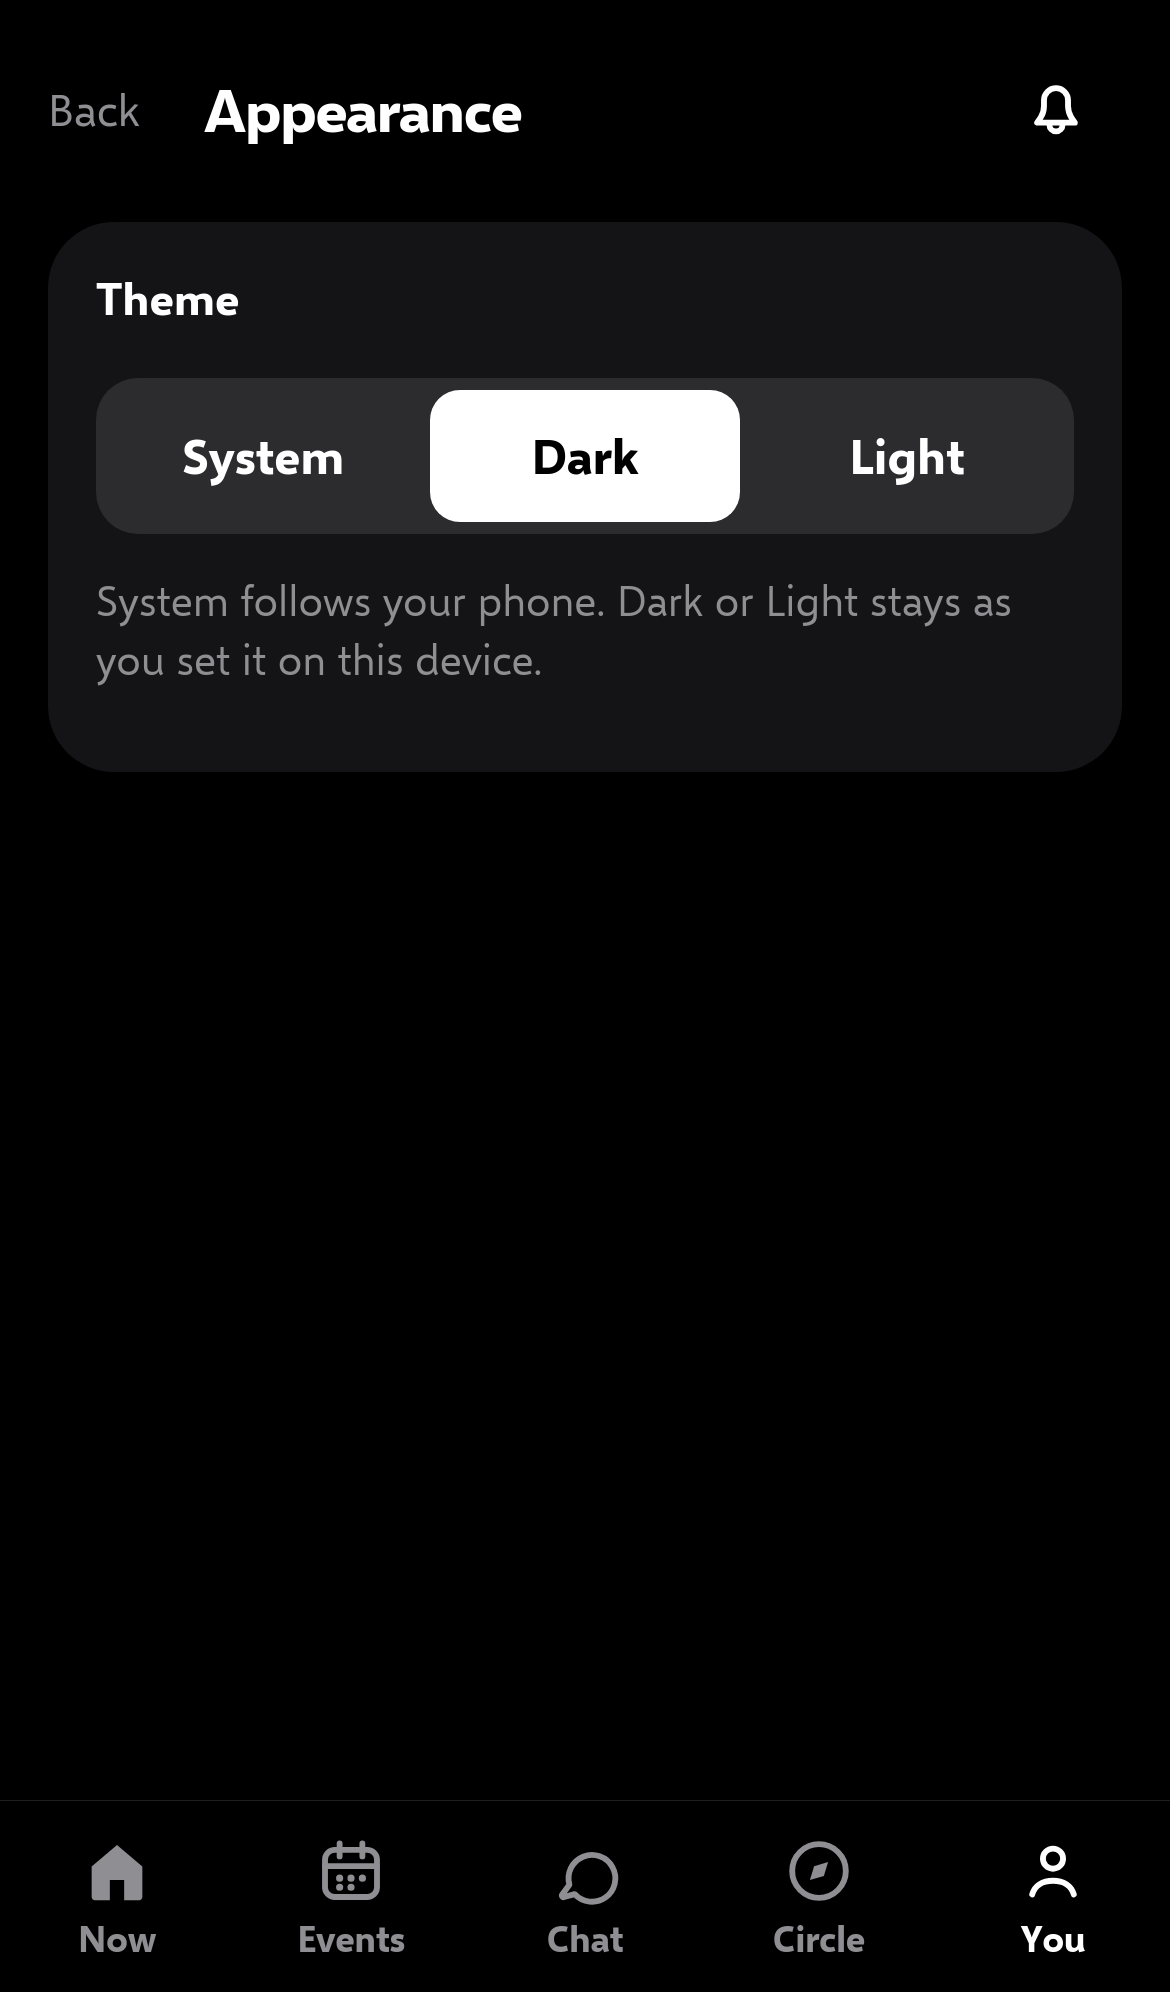 Back
Appearance
Theme
System
Dark
Light
System follows your phone. Dark or Light stays as
you set it on this device.
Now
Events
Chat
Circle
You